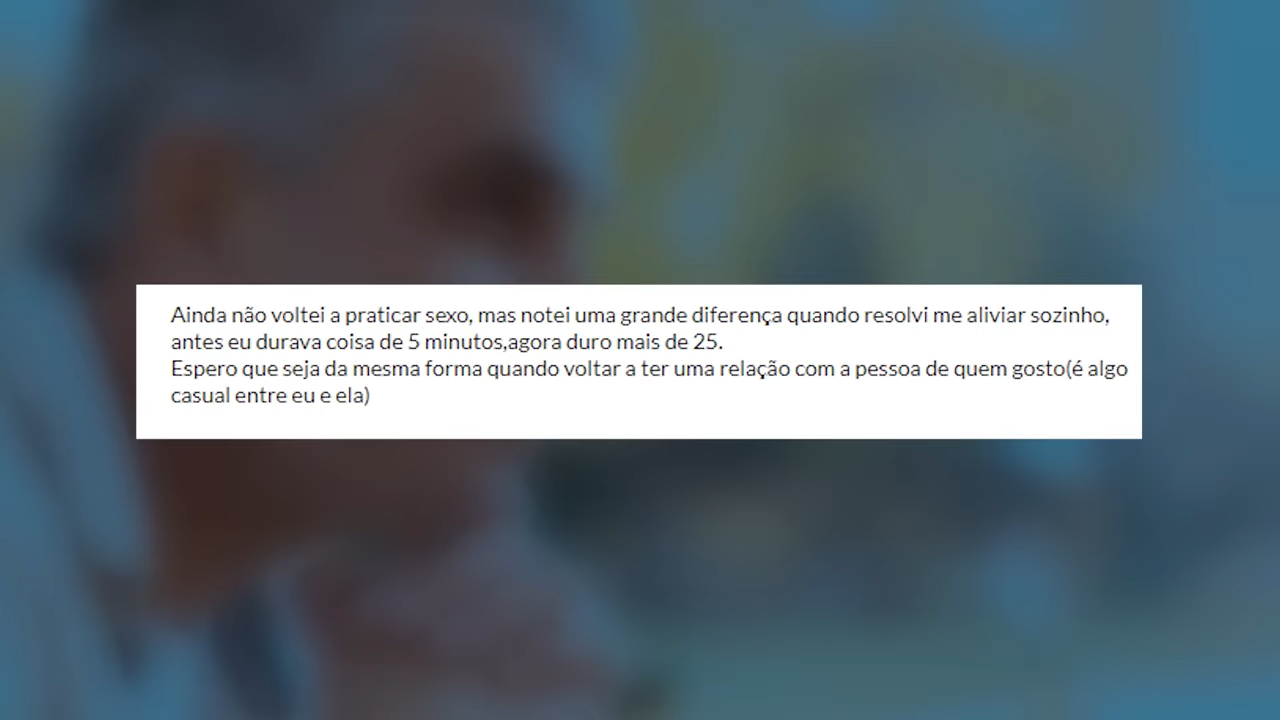 Ainda não voltei a praticar sexo, mas notei uma grande diferença quando resolvi me aliviar sozinho,
antes eu durava coisa de 5 minutos,agora duro mais de 25.
Espero que seja da mesma forma quando voltar a ter uma relação com a pessoa de quem gosto(é algo
casual entre eu e ela)